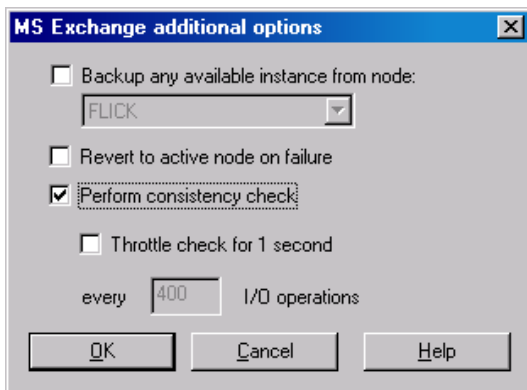 MS Exchange additional options
Backup any available instance from node:
FLICK
Revert to active node on failure
Perform consistency check
Throttle check for 1 second
every 400 I/O operations
OK Cancel Help